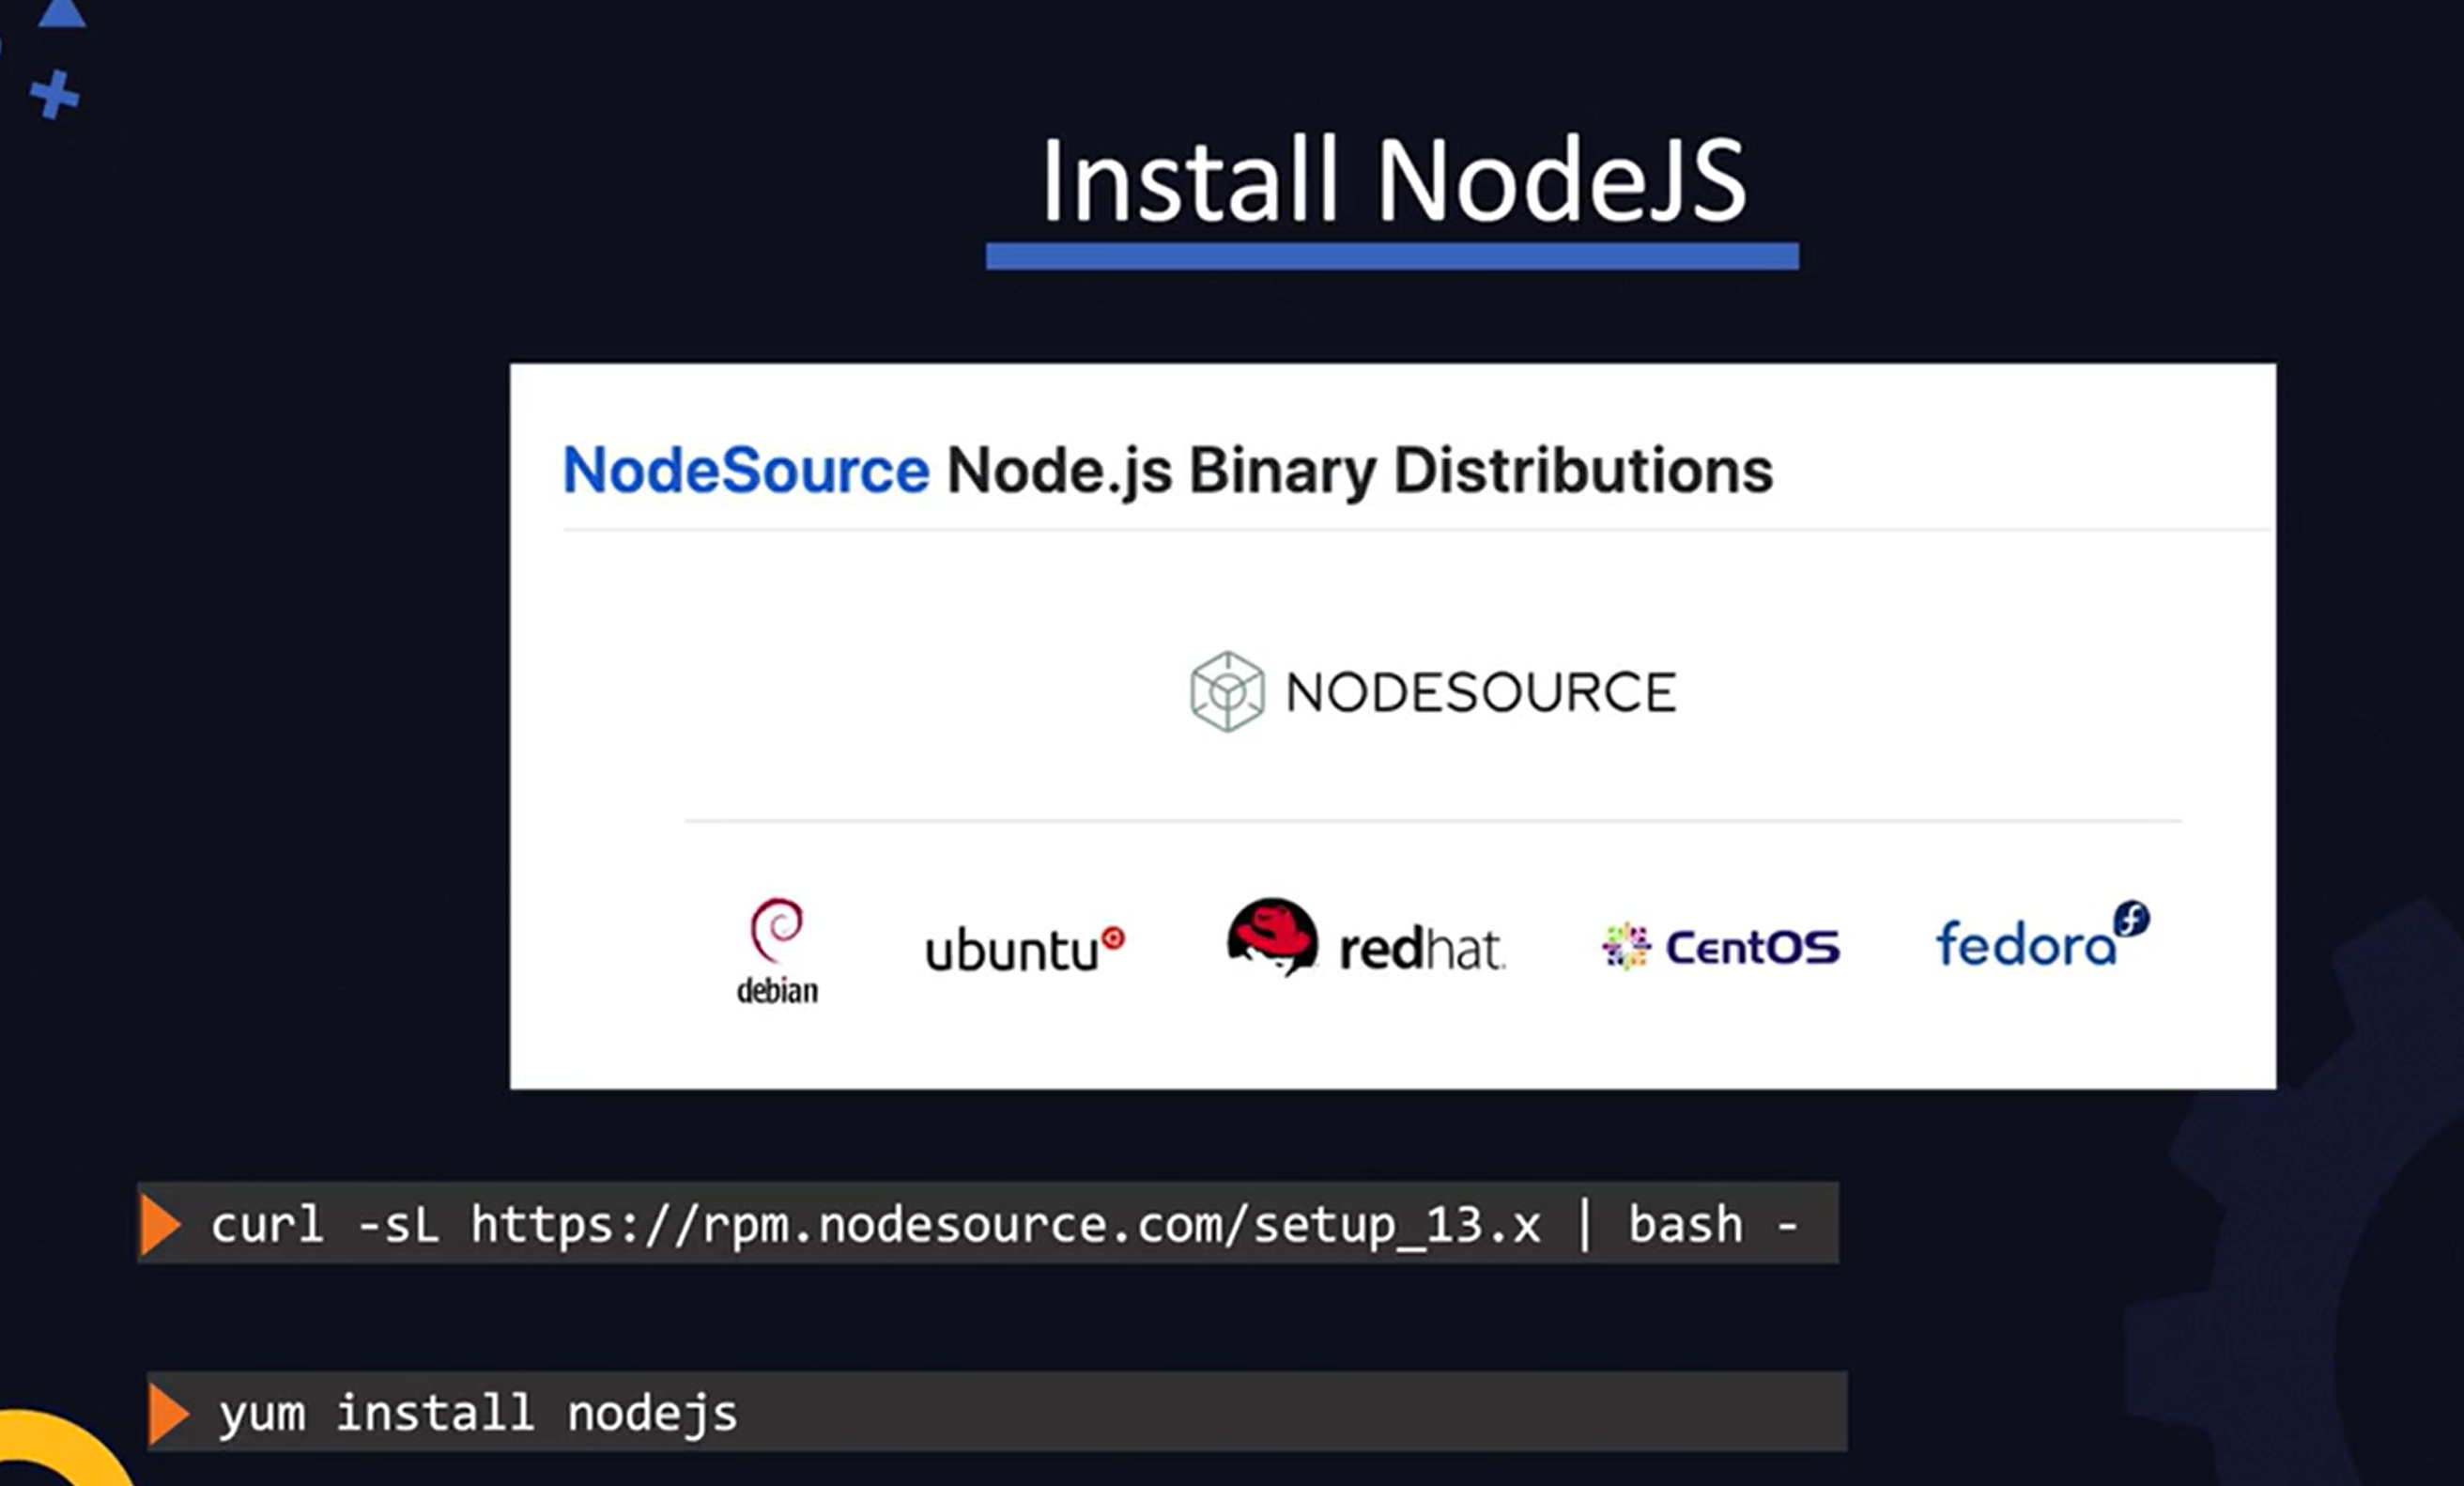 Install NodeJS
NodeSource Node.js Binary Distributions
NODESOURCE
debian
ubuntu
redhat.
CentOS
fedora
curl -sL https://rpm.nodesource.com/setup_13.x | bash -
yum install nodejs